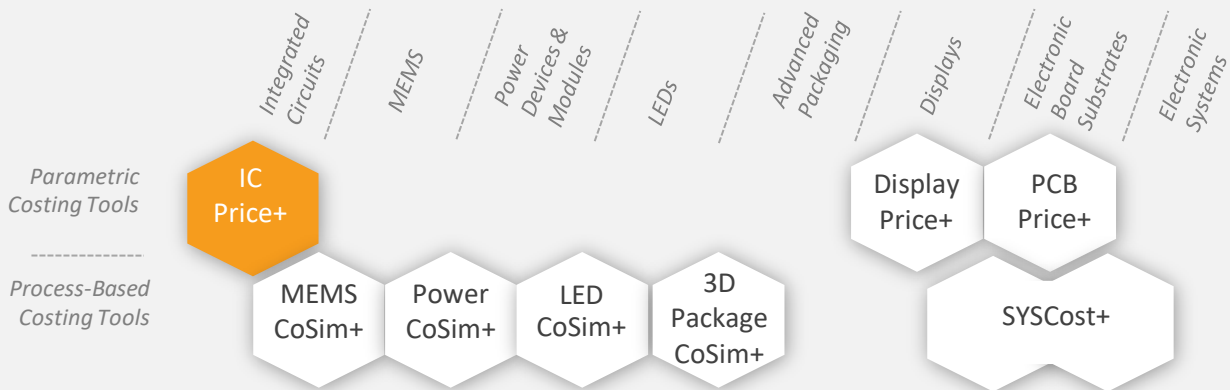 Integrated
Circuits
MEMS
Power
Devices &
Modules
LEDs
Advanced
Packaging
Displays
Electronic
Board
Substrates
Electronic
Systems
Parametric
Costing Tools
IC
Price+
Display
Price+
PCB
Price+
Process-Based
Costing Tools
MEMS
CoSim+
Power
CoSim+
LED
CoSim+
3D
Package
CoSim+
SYSCost+